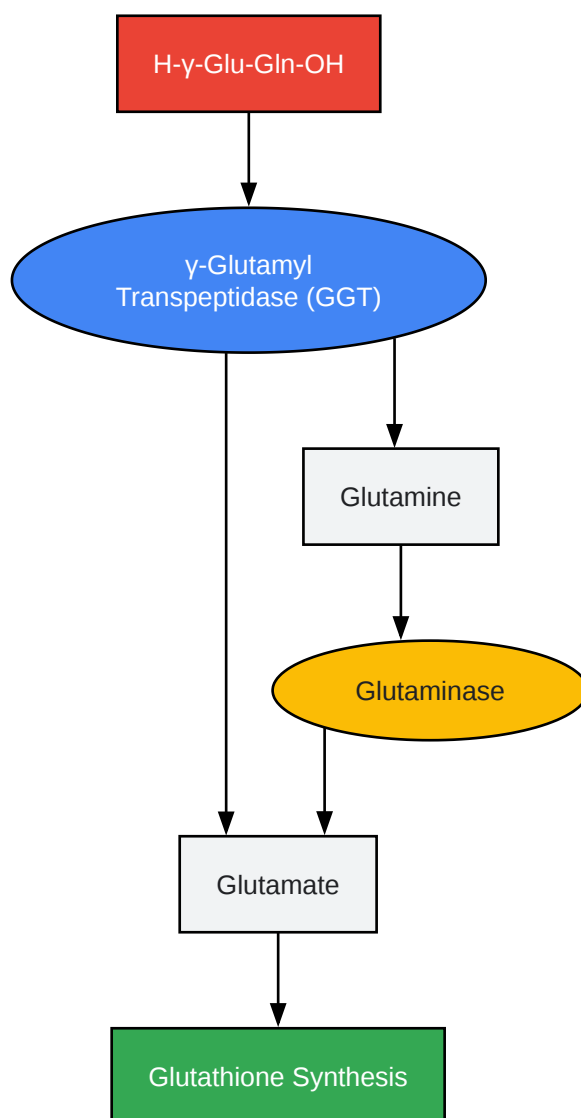 H-γ-Glu-Gln-OH
γ-Glutamyl
Transpeptidase (GGT)
Glutamine
Glutaminase
Glutamate
Glutathione Synthesis